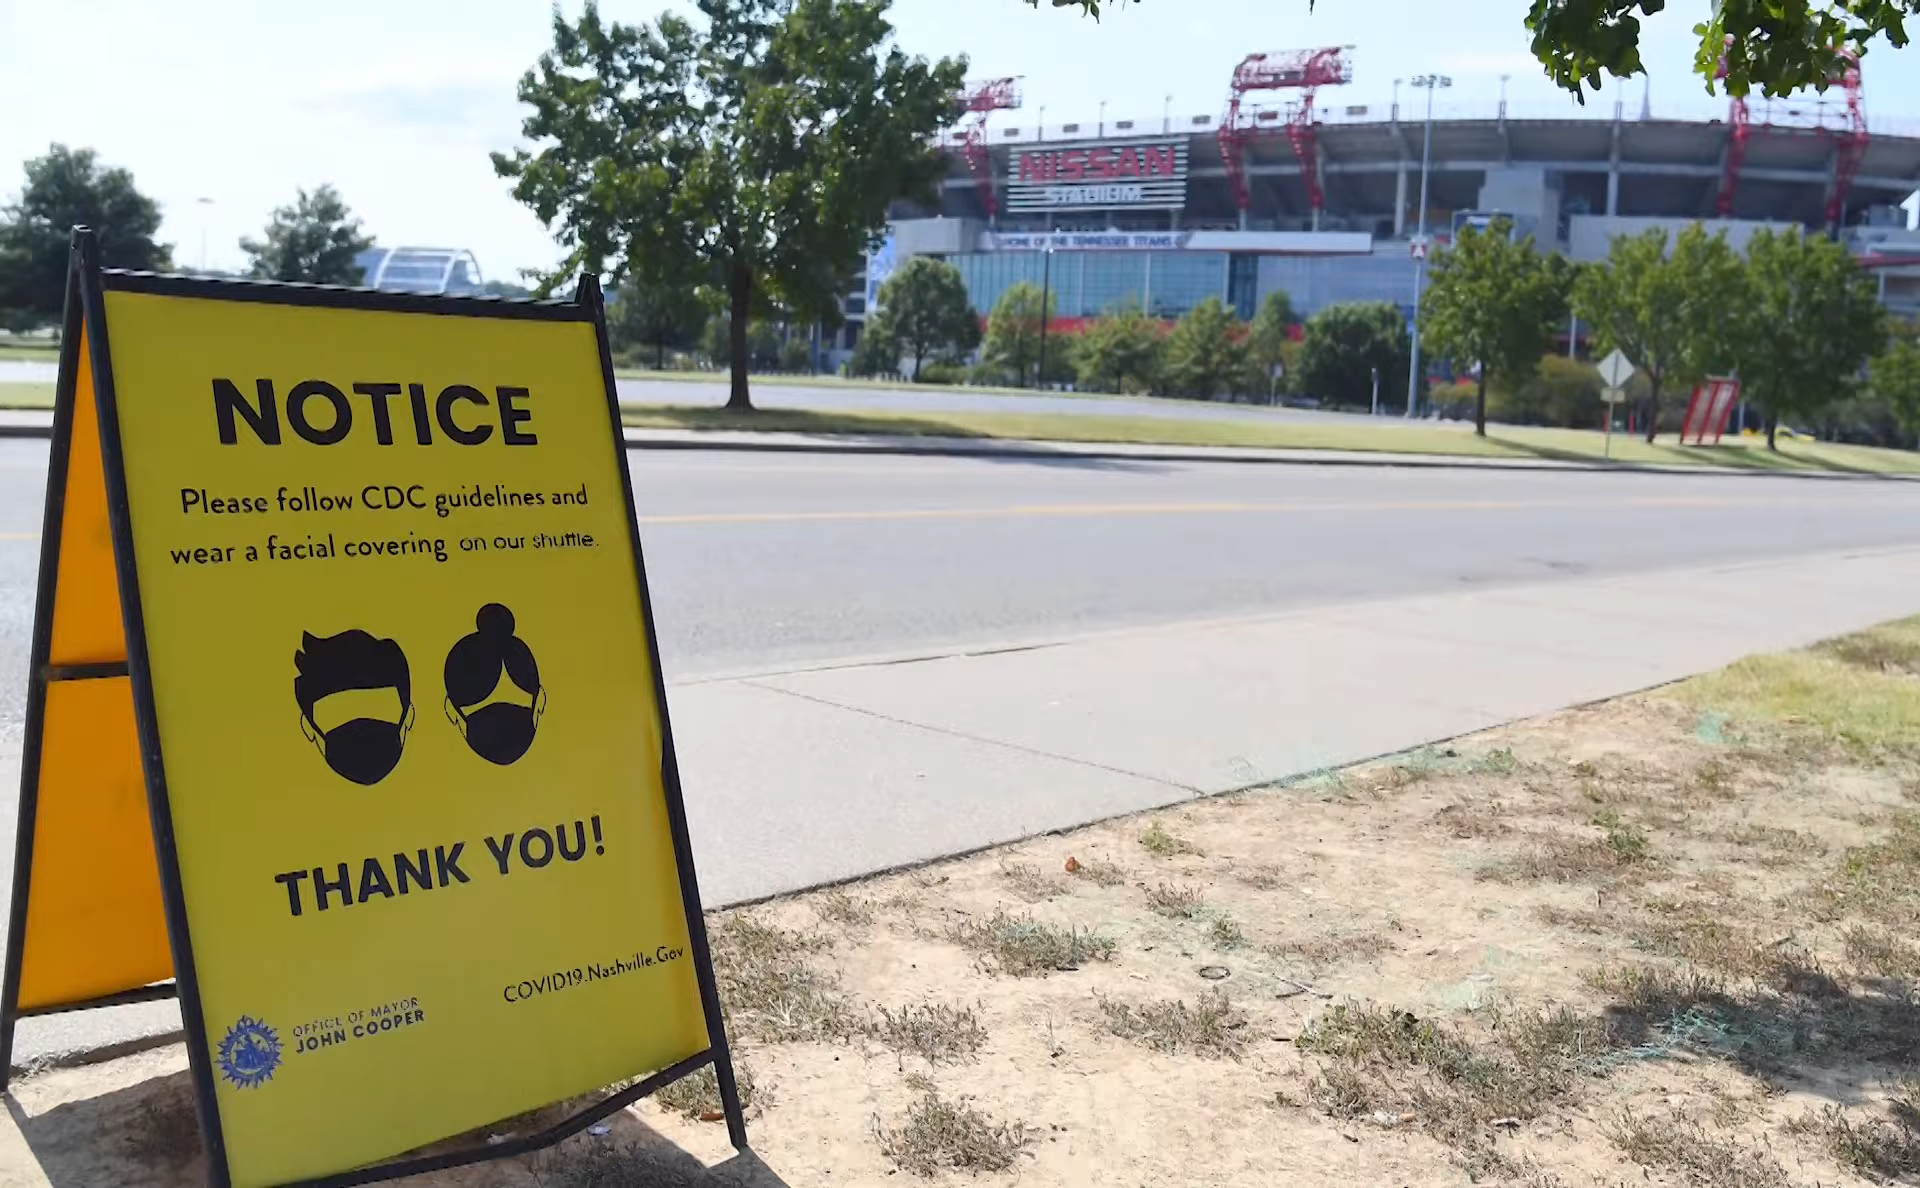 NISSAN
STADIUM
HOME OF THE TENNESSEE TITANS
NOTICE
Please follow CDC guidelines and
wear a facial covering on our shuttle.
THANK YOU!
COVID19.Nashville.Gov
OFFICE OF MAYOR
JOHN COOPER